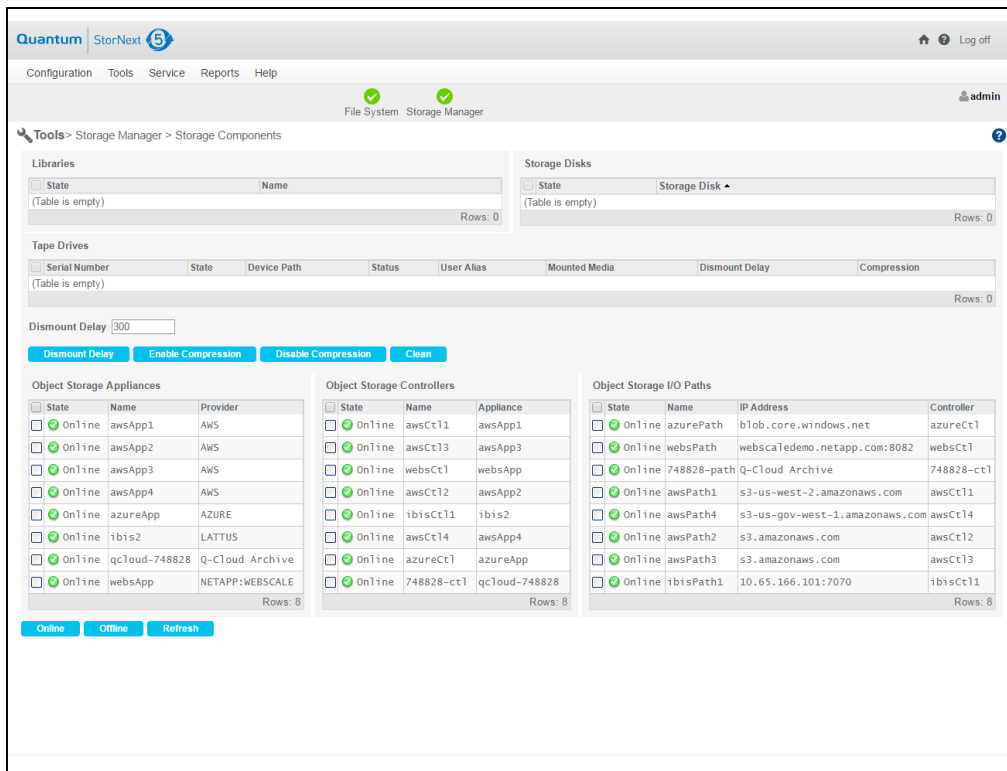 Quantum StorNext 5 Log off
Configuration Tools Service Reports Help
File System Storage Manager
admin
Tools> Storage Manager > Storage Components
Libraries
State Name
(Table is empty)
Rows: 0
Storage Disks
State Storage Disk
(Table is empty)
Rows: 0
Tape Drives
Serial Number State Device Path Status User Alias Mounted Media Dismount Delay Compression
(Table is empty)
Rows: 0
Dismount Delay 300
Dismount Delay Enable Compression Disable Compression Clean
Object Storage Appliances
State Name Provider
Online awsApp1 AWS
Online awsApp2 AWS
Online awsApp3 AWS
Online awsApp4 AWS
Online azureApp AZURE
Online ibis2 LATTUS
Online qcloud-748828 Q-Cloud Archive
Online websApp NETAPP:WEBSCALE
Rows: 8
Object Storage Controllers
State Name Appliance
Online awsCtl1 awsApp1
Online awsCtl3 awsApp3
Online websCtl websApp
Online awsCtl2 awsApp2
Online ibisCtl1 ibis2
Online awsCtl4 awsApp4
Online azureCtl azureApp
Online 748828-ctl qcloud-748828
Rows: 8
Object Storage I/O Paths
State Name IP Address Controller
Online azurePath blob.core.windows.net azureCtl
Online websPath webscaledemo.netapp.com:8082 websCtl
Online 748828-path Q-Cloud Archive 748828-ctl
Online awsPath1 s3-us-west-2.amazonaws.com awsCtl1
Online awsPath4 s3-us-gov-west-1.amazonaws.com awsCtl4
Online awsPath2 s3.amazonaws.com awsCtl2
Online awsPath3 s3.amazonaws.com awsCtl3
Online ibisPath1 10.65.166.101:7070 ibisCtl1
Rows: 8
Online Offline Refresh